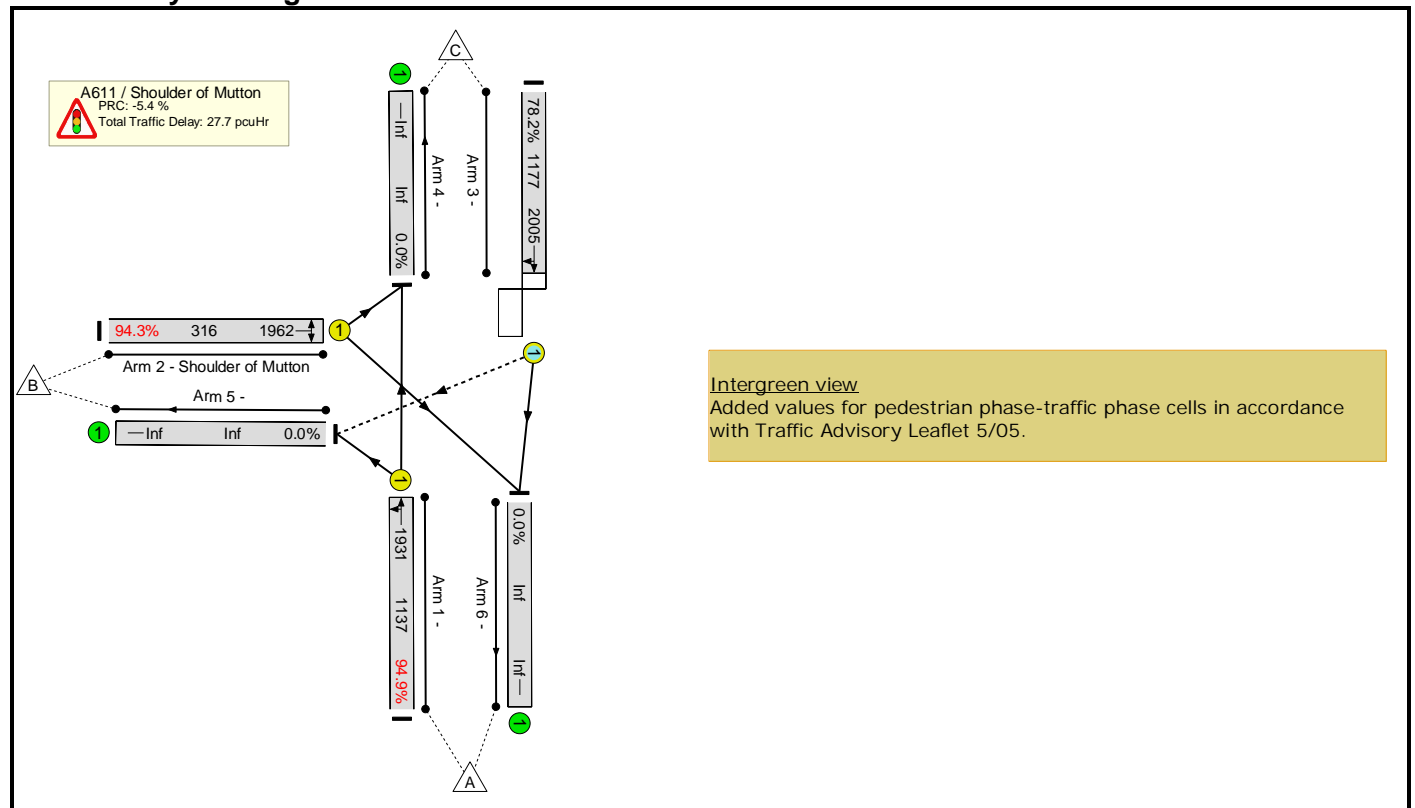 C
A611 / Shoulder of Mutton
PRC: -5.4 %
Total Traffic Delay: 27.7 pcuHr
1
Inf
Inf
0.0%
Arm 4 -
Arm 3 -
78.2% 1177 2005
94.3% 316 1962
1
Arm 2 - Shoulder of Mutton
1
B
Arm 5 -
1
Inf Inf 0.0%
1
1931 1137 94.9%
Arm 1 -
Arm 6 -
0.0% Inf Inf
1
A
Intergreen view
Added values for pedestrian phase-traffic phase cells in accordance
with Traffic Advisory Leaflet 5/05.